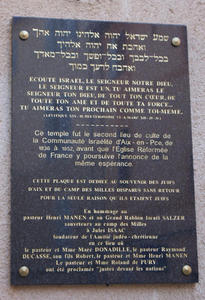 שמע ישראל יהוה אלהינו יהוה אחד
ואהבת את יהוה אלהיך
בכל־לבבך ובכל־נפשך ובכל־מאדך
ואהבת לרעך כמוך
ECOUTE ISRAEL, LE SEIGNEUR NOTRE DIEU,
LE SEIGNEUR EST UN, TU AIMERAS LE
SEIGNEUR TON DIEU, DE TOUT TON CŒUR, DE
TOUTE TON AME ET DE TOUTE TA FORCE...
TU AIMERAS TON PROCHAIN COMME TOI-MEME,
Ce temple fut le second lieu de culte de
la Communauté Israélite d'Aix-en-Pce, de
à 1952, avant que l'Eglise Réformée
de France y poursuive l'annonce de la
même espérance.
CETTE PLAQUE EST DEDIEE AU SOUVENIR DES JUIFS
D'AIX ET DU CAMP DES MILLES DISPARUS SANS RETOUR
POUR LA SEULE RAISON QU'ILS ETAIENT JUIFS
En hommage au
pasteur Henri MANEN et au Grand Rabbin Israël SALZER
sauveteurs au camp des Milles
à Jules ISAAC
fondateur de l'Amitié judéo-chrétienne
en ce lieu où
le pasteur et Mme Marc DONADILLE, le pasteur Raymond
DUCASSE, son fils Robert, le pasteur et Mme Henri MANEN
Le pasteur et Mme Roland de PURY
ont été proclamés "justes devant les nations"